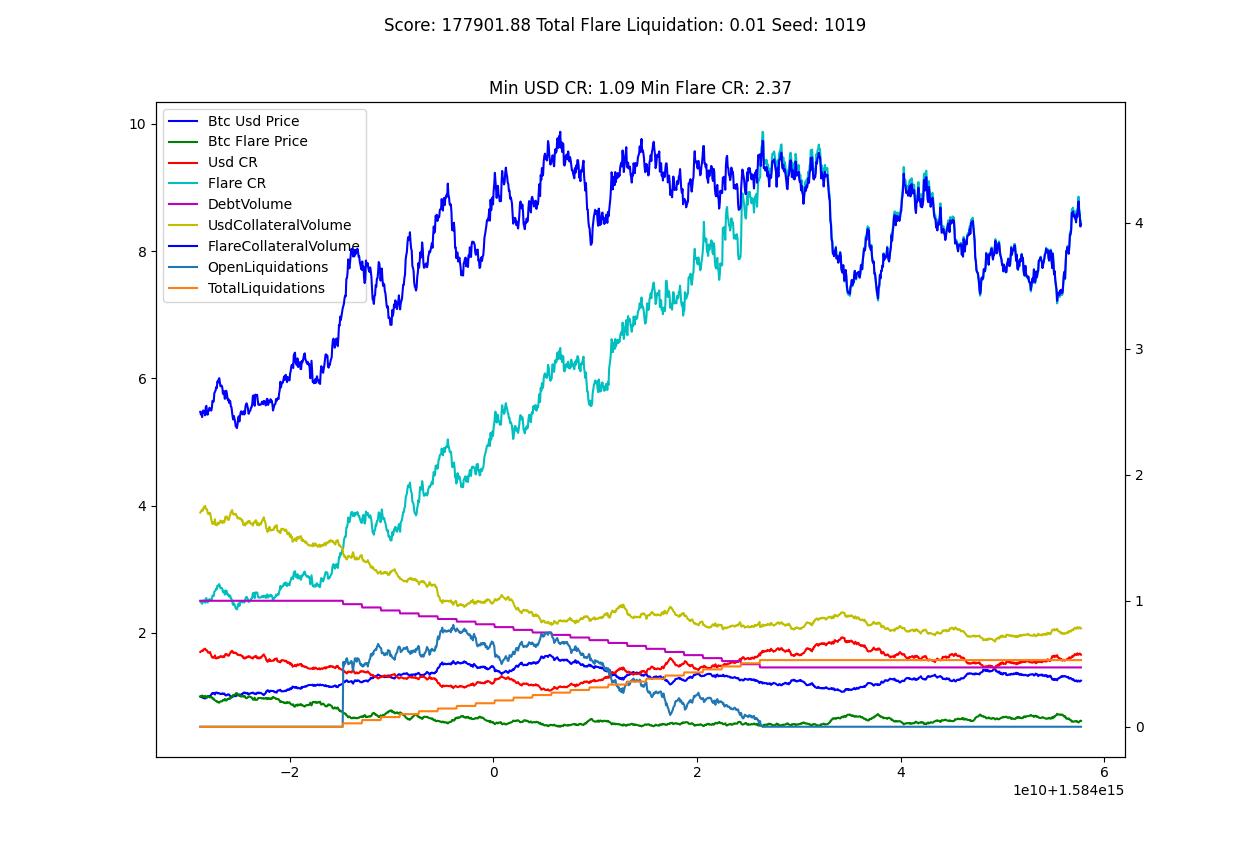 Score: 177901.88 Total Flare Liquidation: 0.01 Seed: 1019
Min USD CR: 1.09 Min Flare CR: 2.37
Btc Usd Price
Btc Flare Price
Usd CR
Flare CR
DebtVolume
UsdCollateralVolume
FlareCollateralVolume
OpenLiquidations
TotalLiquidations
10
8
6
4
2
4
3
2
1
0
−2 0 2 4 6
1e10+1.584e15